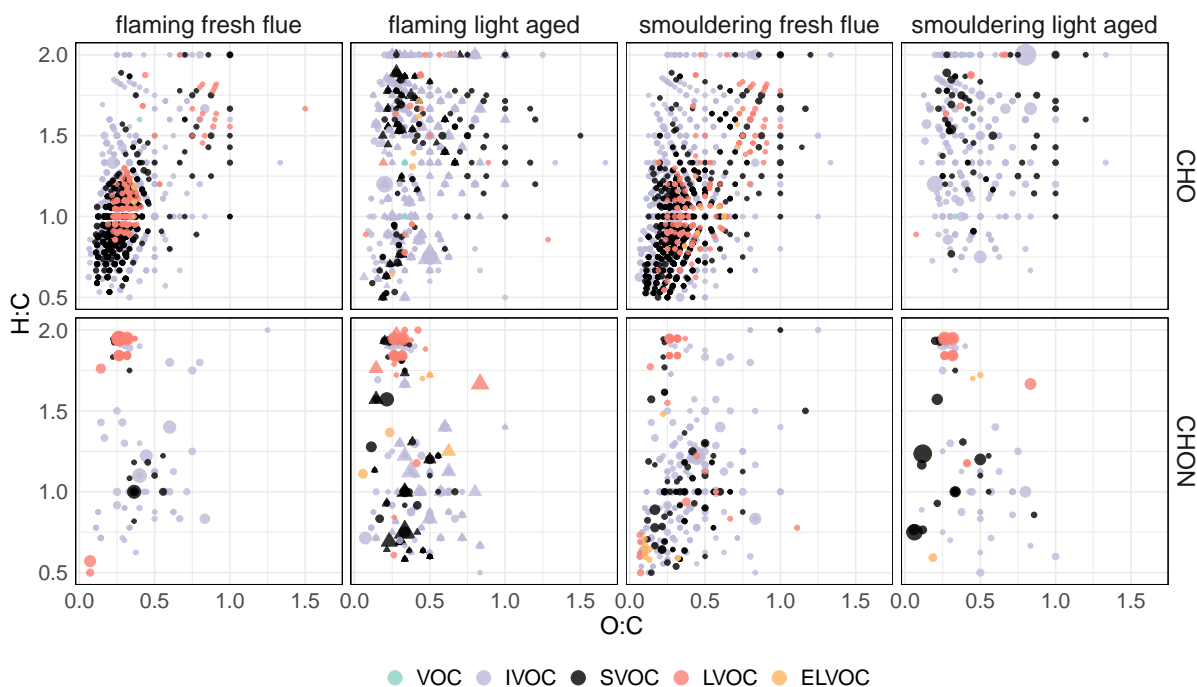 flaming fresh flue flaming light aged smouldering fresh flue smouldering light aged
2.0
1.5
1.0
0.5
CHO
H:C
2.0
1.5
1.0
0.5
CHON
0.0 0.5 1.0 1.5 0.0 0.5 1.0 1.5 0.0 0.5 1.0 1.5 0.0 0.5 1.0 1.5
O:C
VOC IVOC SVOC LVOC ELVOC